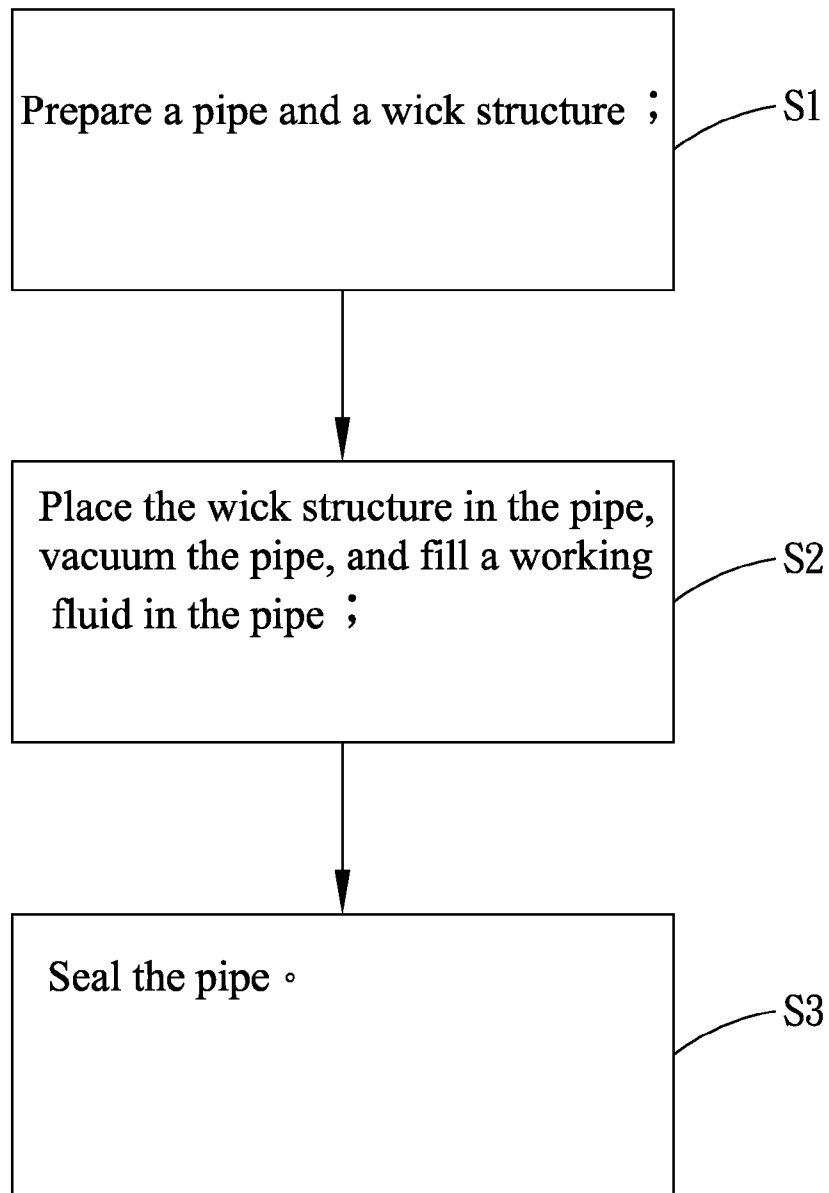 Prepare a pipe and a wick structure；
S1
Place the wick structure in the pipe,
vacuum the pipe, and fill a working
fluid in the pipe；
S2
Seal the pipe。
S3